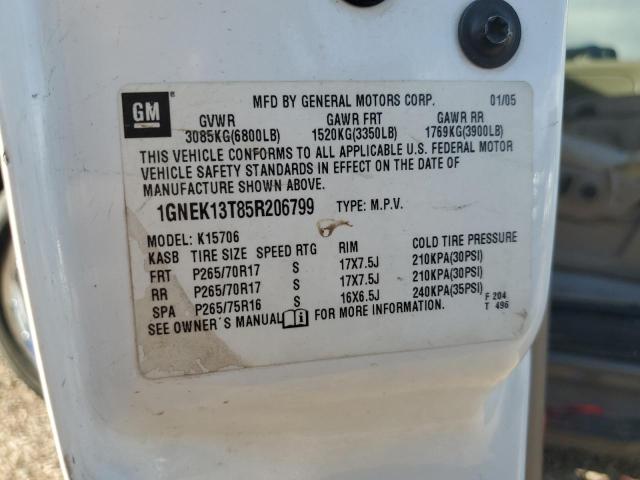 GM
MFD BY GENERAL MOTORS CORP. 01/05
GVWR GAWR FRT GAWR RR
3085KG(6800LB) 1520KG(3350LB) 1769KG(3900LB)
THIS VEHICLE CONFORMS TO ALL APPLICABLE U.S. FEDERAL MOTOR
VEHICLE SAFETY STANDARDS IN EFFECT ON THE DATE OF
MANUFACTURE SHOWN ABOVE.
1GNEK13T85R206799 TYPE: M.P.V.
MODEL: K15706
KASB TIRE SIZE SPEED RTG RIM COLD TIRE PRESSURE
FRT P265/70R17 S 17X7.5J 210KPA(30PSI)
RR P265/70R17 S 17X7.5J 210KPA(30PSI)
SPA P265/75R16 S 16X6.5J 240KPA(35PSI) F 204
SEE OWNER'S MANUAL FOR MORE INFORMATION. T 496